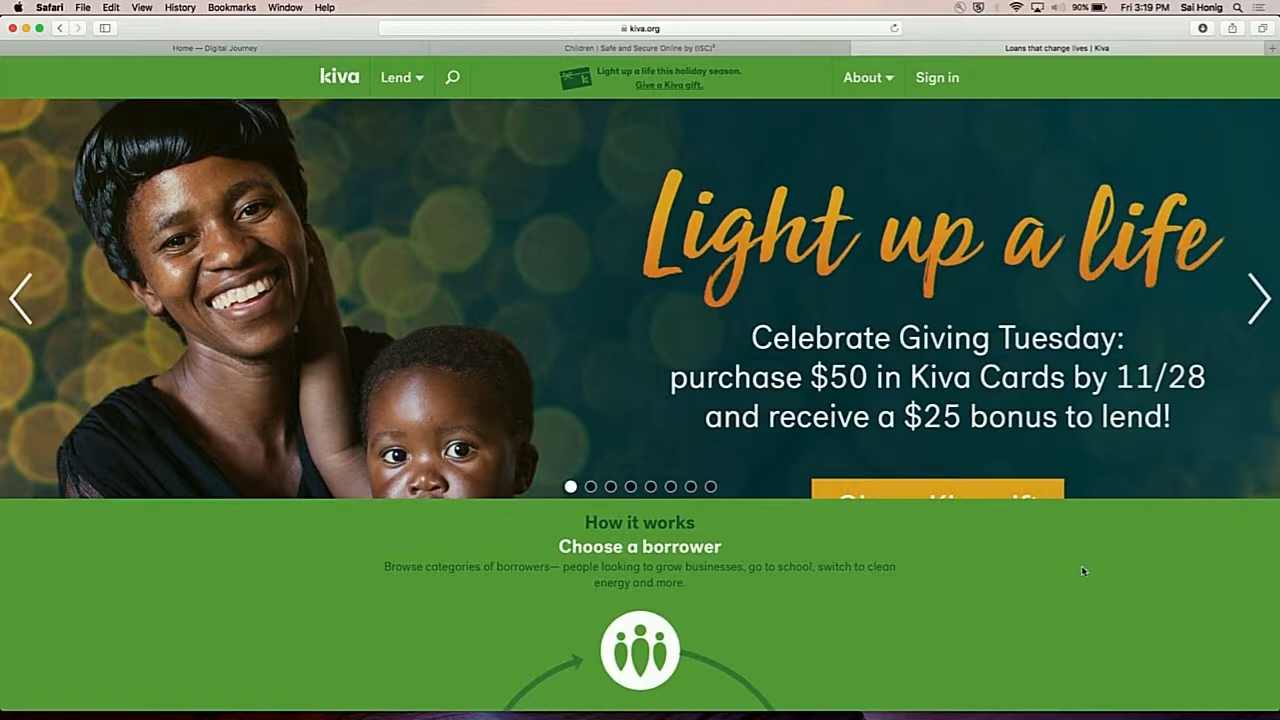 Safari File Edit View History Bookmarks Window Help 90% Fri 3:19 PM Sai Honig
kiva.org
Home — Digital Journey
Children | Safe and Secure Online by (ISC)²
Loans that change lives | Kiva
kiva Lend
Light up a life this holiday season.
Give a Kiva gift.
About Sign in
Light up a life
Celebrate Giving Tuesday:
purchase $50 in Kiva Cards by 11/28
and receive a $25 bonus to lend!
Give a Kiva gift
How it works
Choose a borrower
Browse categories of borrowers— people looking to grow businesses, go to school, switch to clean
energy and more.